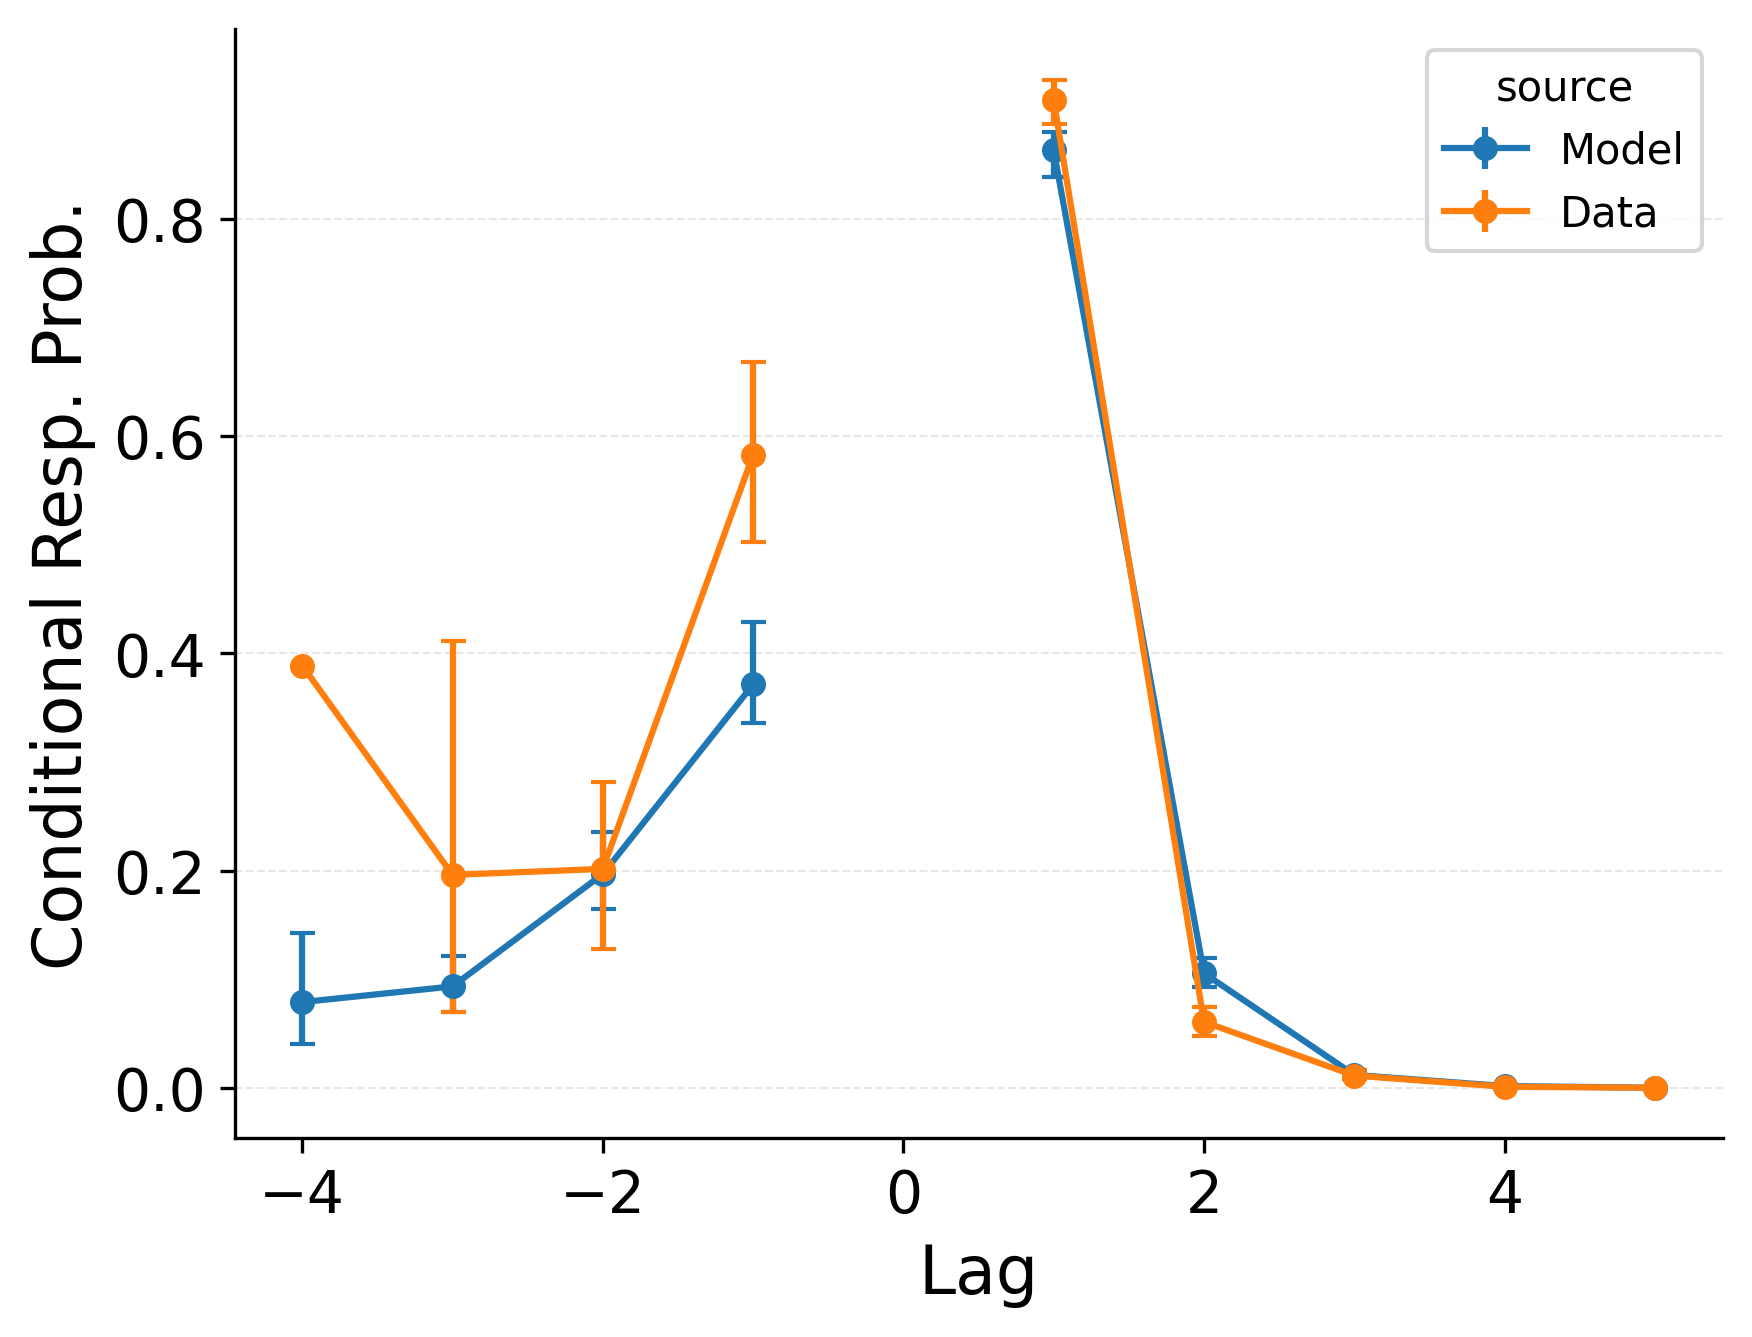 source
Model
Data
Conditional Resp. Prob.
0.8
0.6
0.4
0.2
0.0
−4 −2 0 2 4
Lag